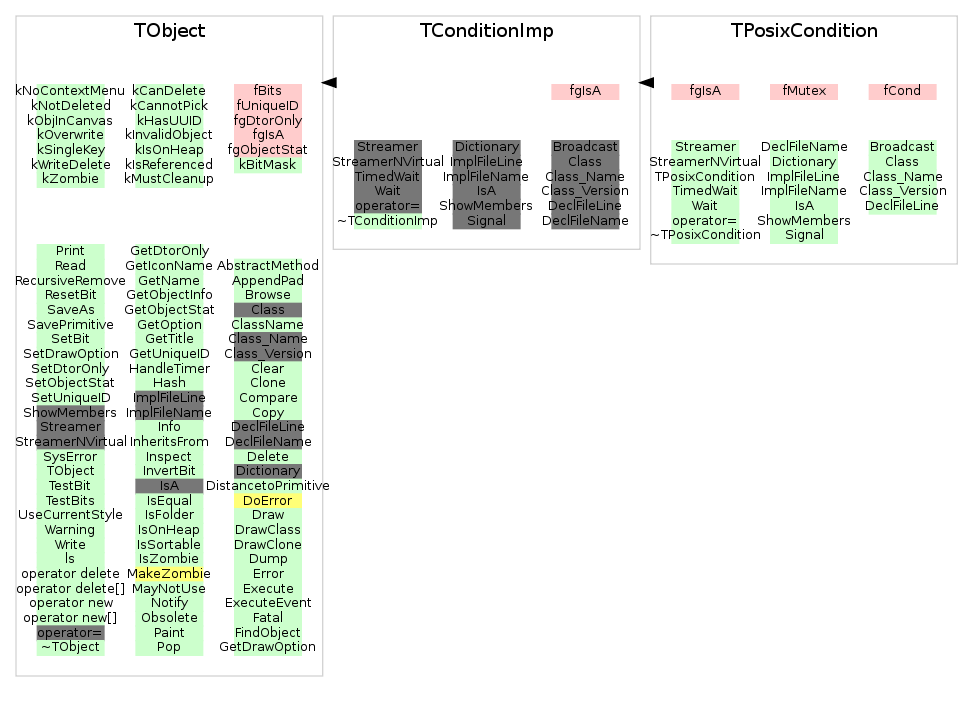 TObject
kNoContextMenu kCanDelete fBits
kNotDeleted kCannotPick fUniqueID
kObjInCanvas kHasUUID fgDtorOnly
kOverwrite kInvalidObject fgIsA
kSingleKey kIsOnHeap fgObjectStat
kWriteDelete kIsReferenced kBitMask
kZombie kMustCleanup
Print GetDtorOnly
Read GetIconName AbstractMethod
RecursiveRemove GetName AppendPad
ResetBit GetObjectInfo Browse
SaveAs GetObjectStat Class
SavePrimitive GetOption ClassName
SetBit GetTitle Class_Name
SetDrawOption GetUniqueID Class_Version
SetDtorOnly HandleTimer Clear
SetObjectStat Hash Clone
SetUniqueID ImplFileLine Compare
ShowMembers ImplFileName Copy
Streamer Info DeclFileLine
StreamerNVirtual InheritsFrom DeclFileName
SysError Inspect Delete
TObject InvertBit Dictionary
TestBit IsA DistancetoPrimitive
TestBits IsEqual DoError
UseCurrentStyle IsFolder Draw
Warning IsOnHeap DrawClass
Write IsSortable DrawClone
ls IsZombie Dump
operator delete MakeZombie Error
operator delete[] MayNotUse Execute
operator new Notify ExecuteEvent
operator new[] Obsolete Fatal
operator= Paint FindObject
~TObject Pop GetDrawOption
TConditionImp
fgIsA
Streamer Dictionary Broadcast
StreamerNVirtual ImplFileLine Class
TimedWait ImplFileName Class_Name
Wait IsA Class_Version
operator= ShowMembers DeclFileLine
~TConditionImp Signal DeclFileName
TPosixCondition
fgIsA fMutex fCond
Streamer DeclFileName Broadcast
StreamerNVirtual Dictionary Class
TPosixCondition ImplFileLine Class_Name
TimedWait ImplFileName Class_Version
Wait IsA DeclFileLine
operator= ShowMembers
~TPosixCondition Signal